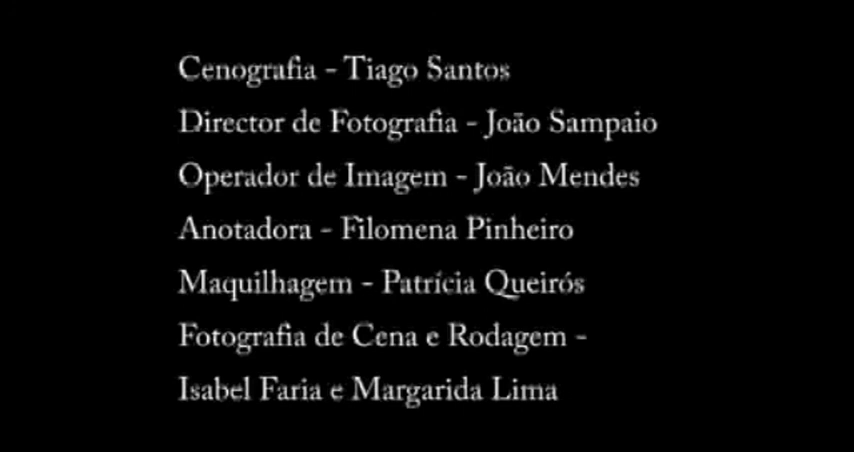 Cenografia - Tiago Santos
Director de Fotografia - João Sampaio
Operador de Imagem - João Mendes
Anotadora - Filomena Pinheiro
Maquilhagem - Patrícia Queirós
Fotografia de Cena e Rodagem -
Isabel Faria e Margarida Lima